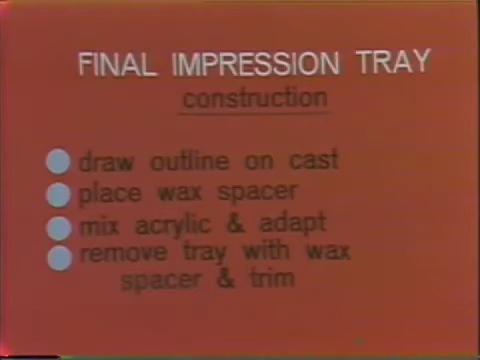 FINAL IMPRESSION TRAY
construction
draw outline on cast
place wax spacer
mix acrylic & adapt
remove tray with wax
spacer & trim